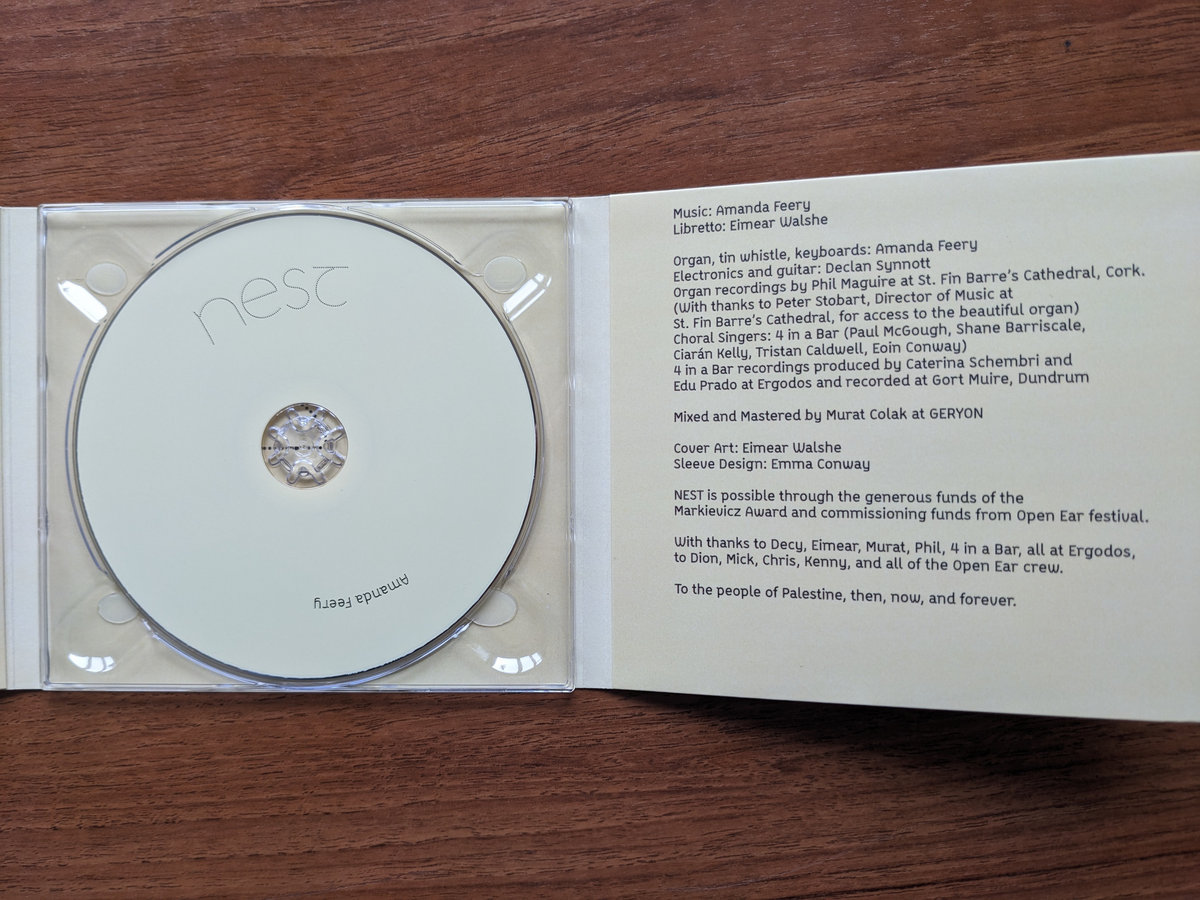 nest
Amanda Feery
Music: Amanda Feery
Libretto: Eimear Walshe
Organ, tin whistle, keyboards: Amanda Feery
Electronics and guitar: Declan Synnott
Organ recordings by Phil Maguire at St. Fin Barre's Cathedral, Cork.
(With thanks to Peter Stobart, Director of Music at
St. Fin Barre's Cathedral, for access to the beautiful organ)
Choral Singers: 4 in a Bar (Paul McGough, Shane Barriscale,
Ciarán Kelly, Tristan Caldwell, Eoin Conway)
4 in a Bar recordings produced by Caterina Schembri and
Edu Prado at Ergodos and recorded at Gort Muire, Dundrum
Mixed and Mastered by Murat Colak at GERYON
Cover Art: Eimear Walshe
Sleeve Design: Emma Conway
NEST is possible through the generous funds of the
Markievicz Award and commissioning funds from Open Ear festival.
With thanks to Decy, Eimear, Murat, Phil, 4 in a Bar, all at Ergodos,
to Dion, Mick, Chris, Kenny, and all of the Open Ear crew.
To the people of Palestine, then, now, and forever.